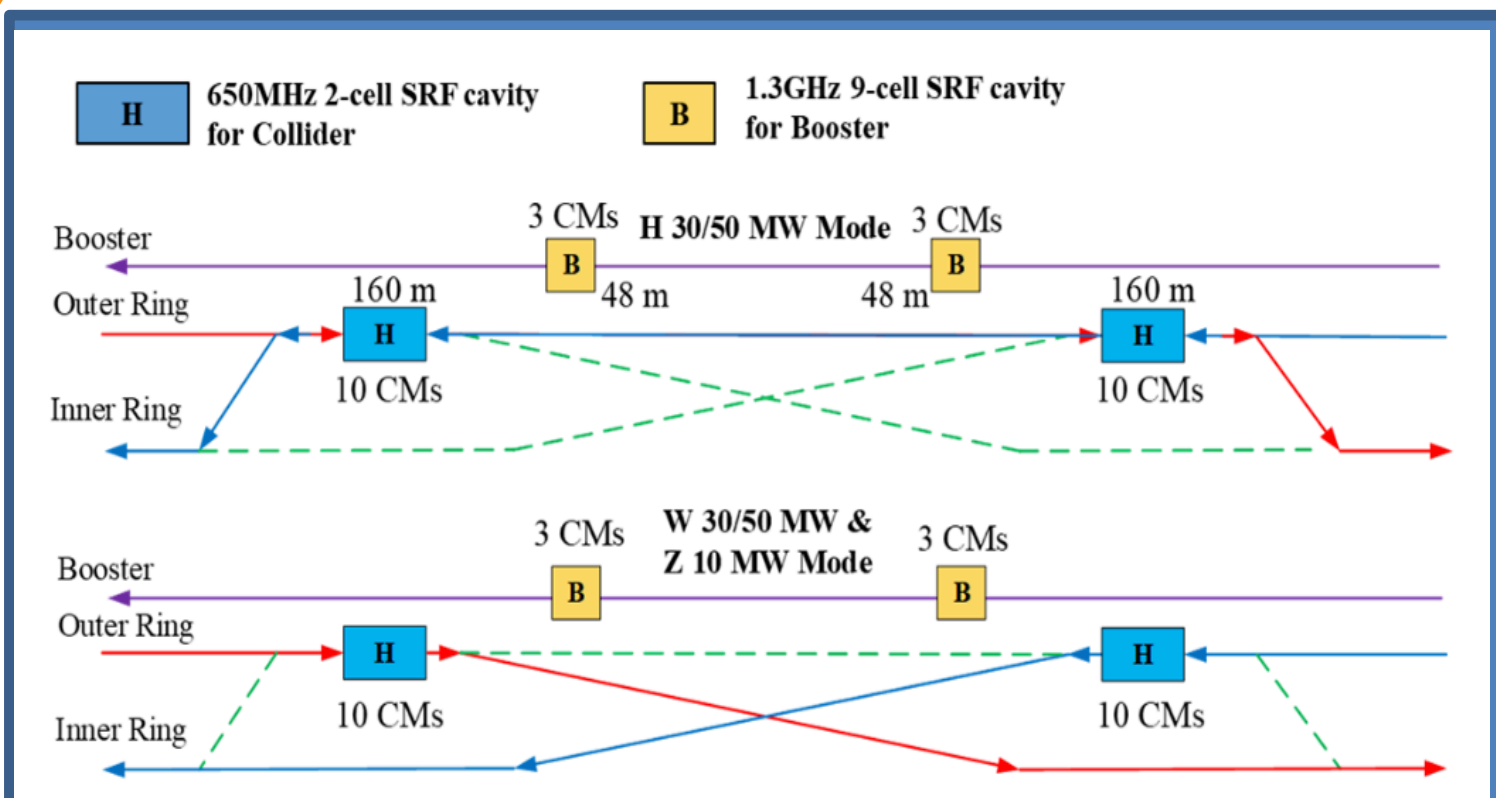 H
650MHz 2-cell SRF cavity
for Collider
B
1.3GHz 9-cell SRF cavity
for Booster
3 CMs
H 30/50 MW Mode
3 CMs
Booster
B
B
160 m
48 m
48 m
160 m
Outer Ring
H
H
10 CMs
10 CMs
Inner Ring
3 CMs
W 30/50 MW &
Z 10 MW Mode
3 CMs
Booster
B
B
Outer Ring
H
H
10 CMs
10 CMs
Inner Ring